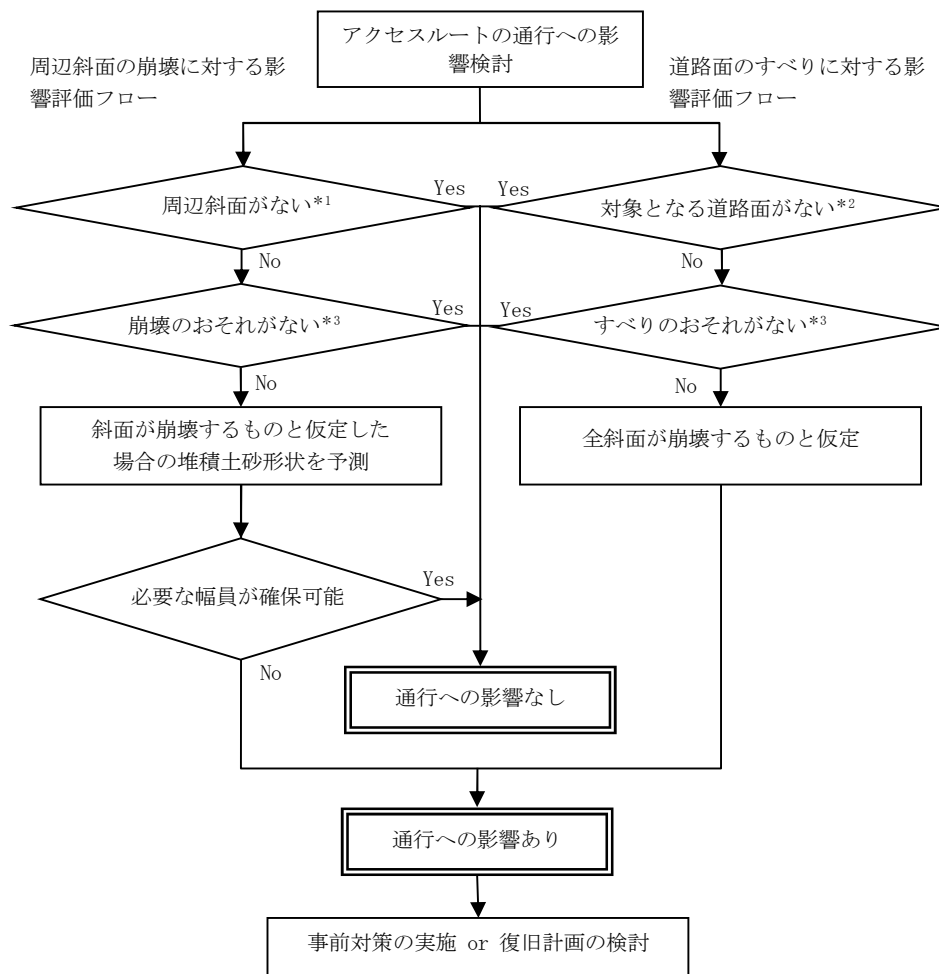 アクセスルートの通行への影
響検討
周辺斜面の崩壊に対する影
響評価フロー
道路面のすべりに対する影
響評価フロー
周辺斜面がない*1
Yes
Yes
対象となる道路面がない*2
No
No
崩壊のおそれがない*3
Yes
Yes
すべりのおそれがない*3
No
No
斜面が崩壊するものと仮定した
場合の堆積土砂形状を予測
全斜面が崩壊するものと仮定
必要な幅員が確保可能
Yes
No
通行への影響なし
通行への影響あり
事前対策の実施 or 復旧計画の検討